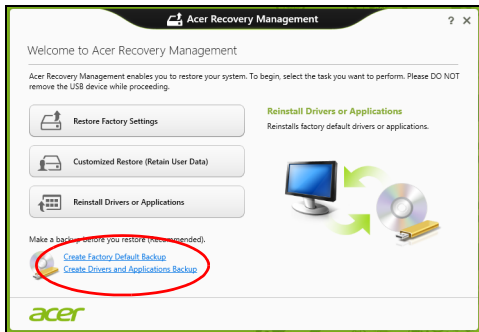 Acer Recovery Management
? ×
Welcome to Acer Recovery Management
Acer Recovery Management enables you to restore your system. To begin, select the task you want to perform. Please DO NOT
remove the USB device while proceeding.
Restore Factory Settings
Customized Restore (Retain User Data)
Reinstall Drivers or Applications
Reinstall Drivers or Applications
Reinstalls factory default drivers or applications.
Make a backup before you restore (Recommended).
Create Factory Default Backup
Create Drivers and Applications Backup
acer